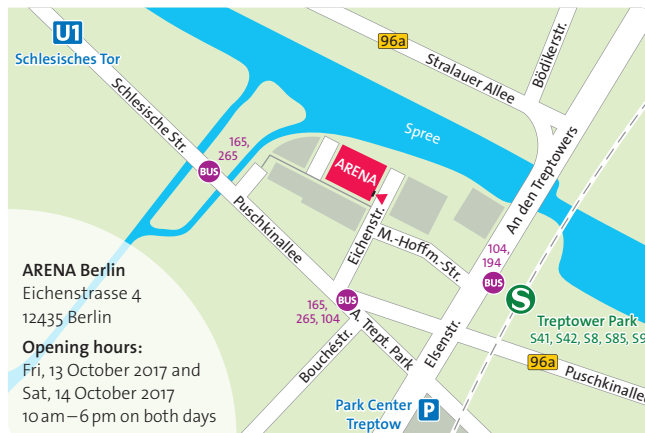 U1
Schlesisches Tor
96a
Stralauer Allee
Bödikerstr.
Schlesische Str.
165,
265
BUS
Spree
ARENA
An den Treptowers
Puschkinallee
Eichenstr.
M.-Hoffm.-Str.
104,
194
BUS
S
Treptower Park
S41, S42, S8, S85, S9
165,
265, 104
BUS
A. Trept. Park
Bouchéstr.
Elsenstr.
96a
Puschkinallee
Park Center
Treptow
P
ARENA Berlin
Eichenstrasse 4
12435 Berlin
Opening hours:
Fri, 13 October 2017 and
Sat, 14 October 2017
10 am – 6 pm on both days